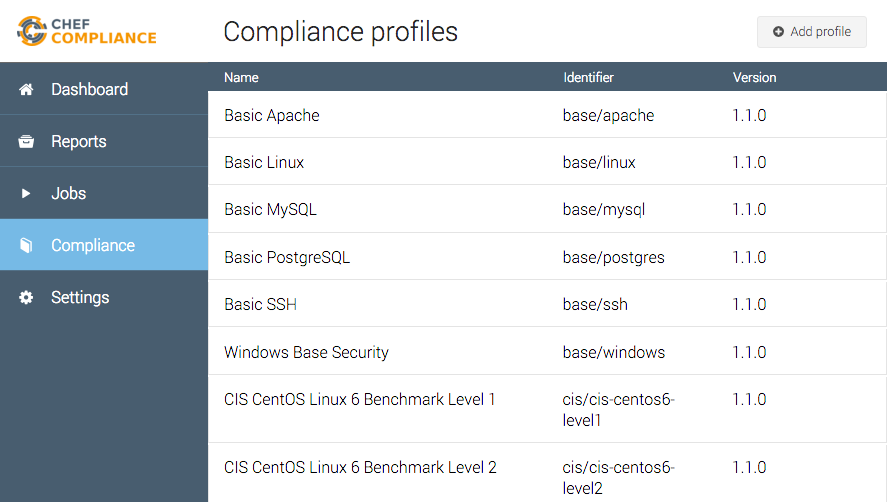 CHEF
COMPLIANCE
Compliance profiles
Add profile
Dashboard
Reports
Jobs
Compliance
Settings
Name Identifier Version
Basic Apache base/apache 1.1.0
Basic Linux base/linux 1.1.0
Basic MySQL base/mysql 1.1.0
Basic PostgreSQL base/postgres 1.1.0
Basic SSH base/ssh 1.1.0
Windows Base Security base/windows 1.1.0
CIS CentOS Linux 6 Benchmark Level 1 cis/cis-centos6- 1.1.0
level1
CIS CentOS Linux 6 Benchmark Level 2 cis/cis-centos6- 1.1.0
level2